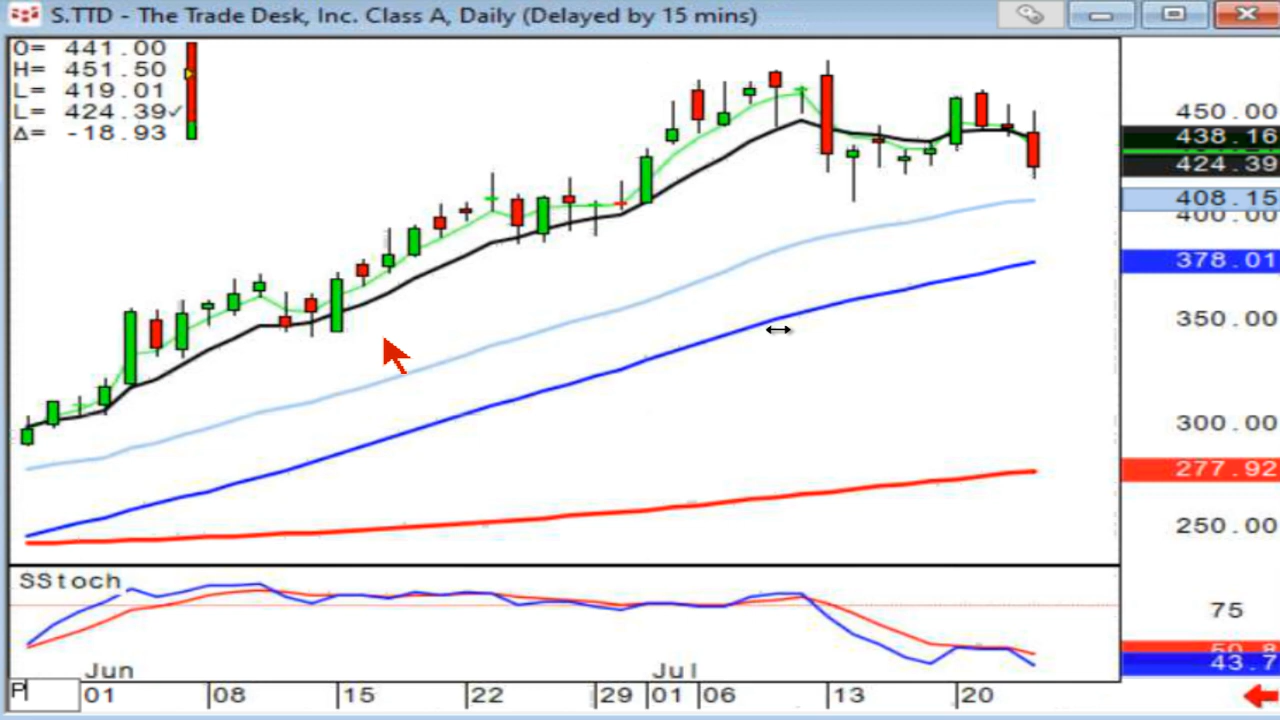 S.TTD - The Trade Desk, Inc. Class A, Daily (Delayed by 15 mins)
O= 441.00
H= 451.50
L= 419.01
L= 424.39✓
Δ= -18.93
450.00
438.16
424.39
408.15
400.00
378.01
350.00
300.00
277.92
250.00
SStoch
75
50.8
43.7
Jun Jul
P 01 08 15 22 29 01 06 13 20